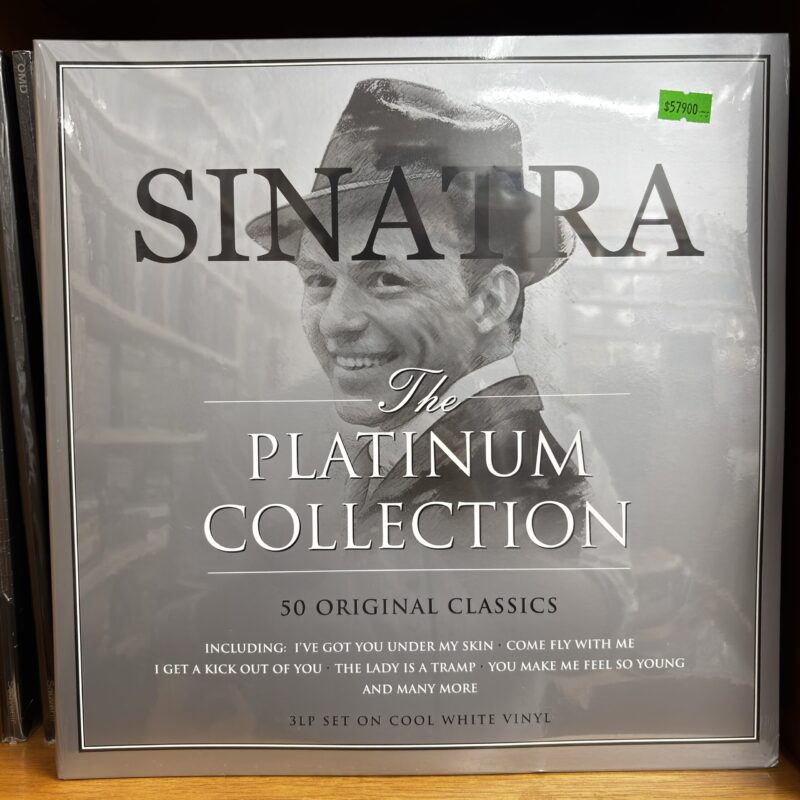 OMD
$57900.=
SINATRA
The
PLATINUM
COLLECTION
50 ORIGINAL CLASSICS
INCLUDING: I'VE GOT YOU UNDER MY SKIN · COME FLY WITH ME
I GET A KICK OUT OF YOU · THE LADY IS A TRAMP · YOU MAKE ME FEEL SO YOUNG
AND MANY MORE
3LP SET ON COOL WHITE VINYL